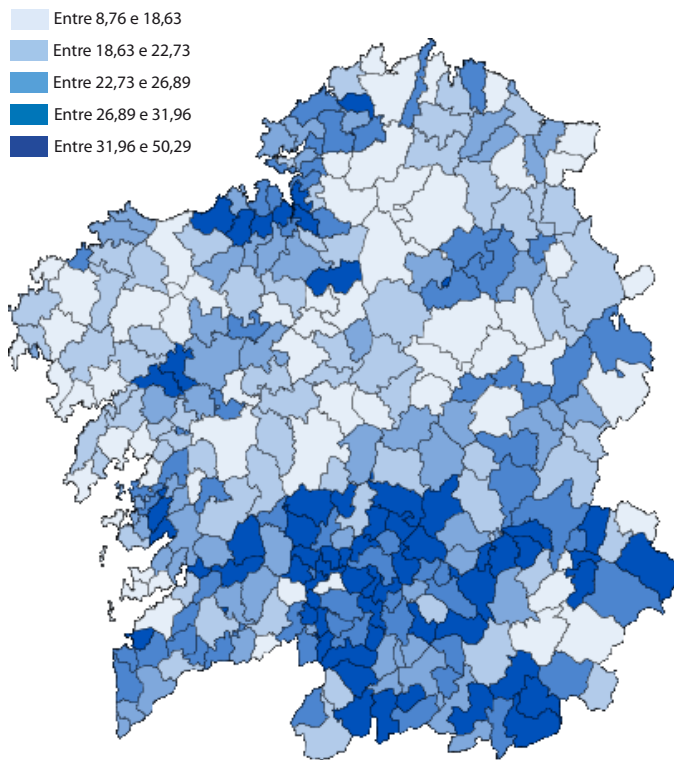 Entre 8,76 e 18,63
Entre 18,63 e 22,73
Entre 22,73 e 26,89
Entre 26,89 e 31,96
Entre 31,96 e 50,29